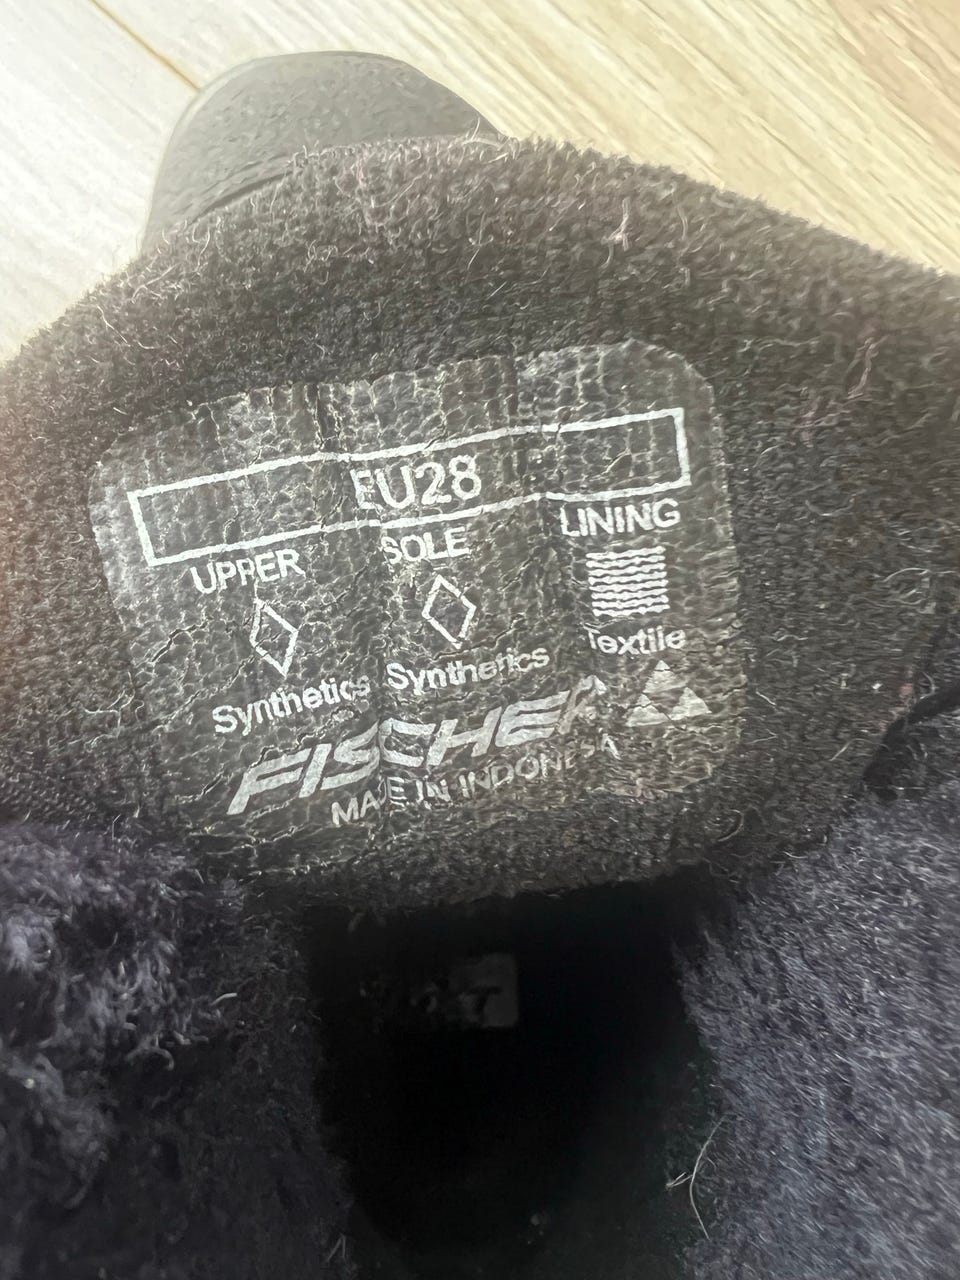 EU28
UPPER SOLE LINING
Synthetics Synthetics Textile
FISCHER
MADE IN INDONESIA